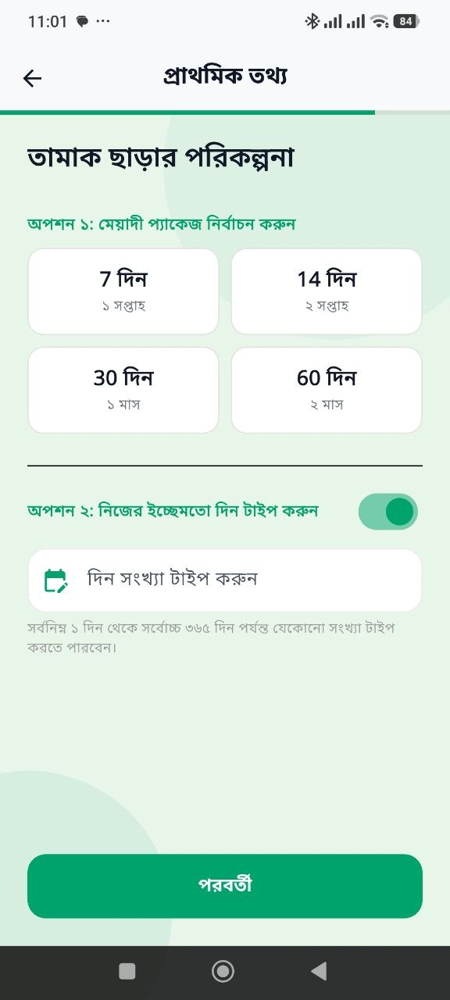 11:01
84
প্রাথমিক তথ্য
তামাক ছাড়ার পরিকল্পনা
অপশন ১: মেয়াদী প্যাকেজ নির্বাচন করুন
7 দিন
১ সপ্তাহ
14 দিন
২ সপ্তাহ
30 দিন
১ মাস
60 দিন
২ মাস
অপশন ২: নিজের ইচ্ছেমতো দিন টাইপ করুন
দিন সংখ্যা টাইপ করুন
সর্বনিম্ন ১ দিন থেকে সর্বোচ্চ ৩৬৫ দিন পর্যন্ত যেকোনো সংখ্যা টাইপ
করতে পারবেন।
পরবর্তী